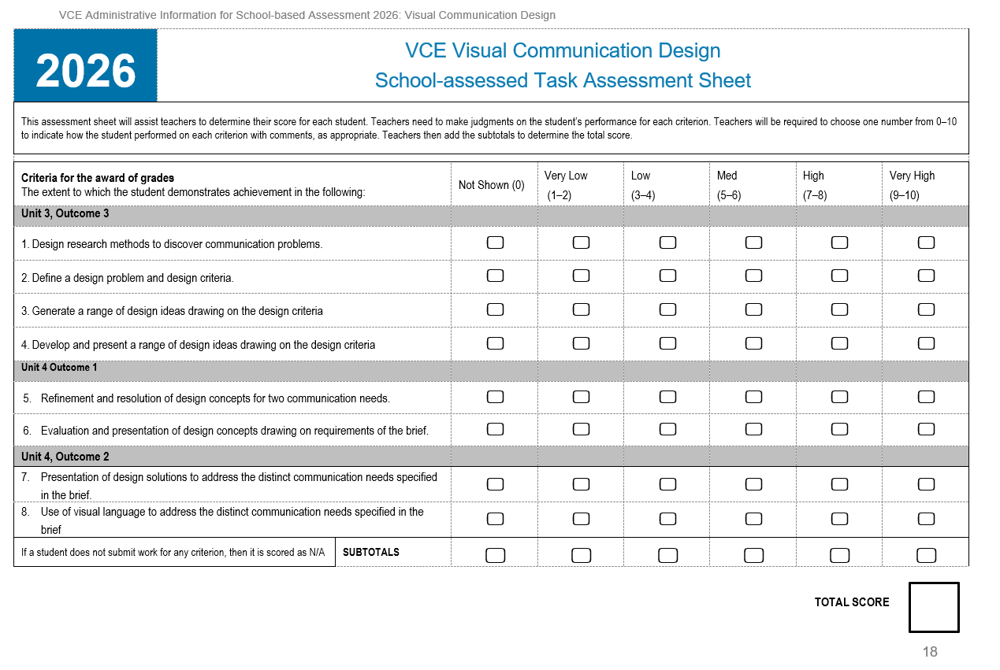 VCE Administrative Information for School-based Assessment 2026: Visual Communication Design
2026
VCE Visual Communication Design
School-assessed Task Assessment Sheet
This assessment sheet will assist teachers to determine their score for each student. Teachers need to make judgments on the student's performance for each criterion. Teachers will be required to choose one number from 0–10
to indicate how the student performed on each criterion with comments, as appropriate. Teachers then add the subtotals to determine the total score.
Criteria for the award of grades
The extent to which the student demonstrates achievement in the following:
Not Shown (0)
Very Low
(1–2)
Low
(3–4)
Med
(5–6)
High
(7–8)
Very High
(9–10)
Unit 3, Outcome 3
1. Design research methods to discover communication problems.
2. Define a design problem and design criteria.
3. Generate a range of design ideas drawing on the design criteria
4. Develop and present a range of design ideas drawing on the design criteria
Unit 4 Outcome 1
5. Refinement and resolution of design concepts for two communication needs.
6. Evaluation and presentation of design concepts drawing on requirements of the brief.
Unit 4, Outcome 2
7. Presentation of design solutions to address the distinct communication needs specified
in the brief.
8. Use of visual language to address the distinct communication needs specified in the
brief
If a student does not submit work for any criterion, then it is scored as N/A
SUBTOTALS
TOTAL SCORE
18